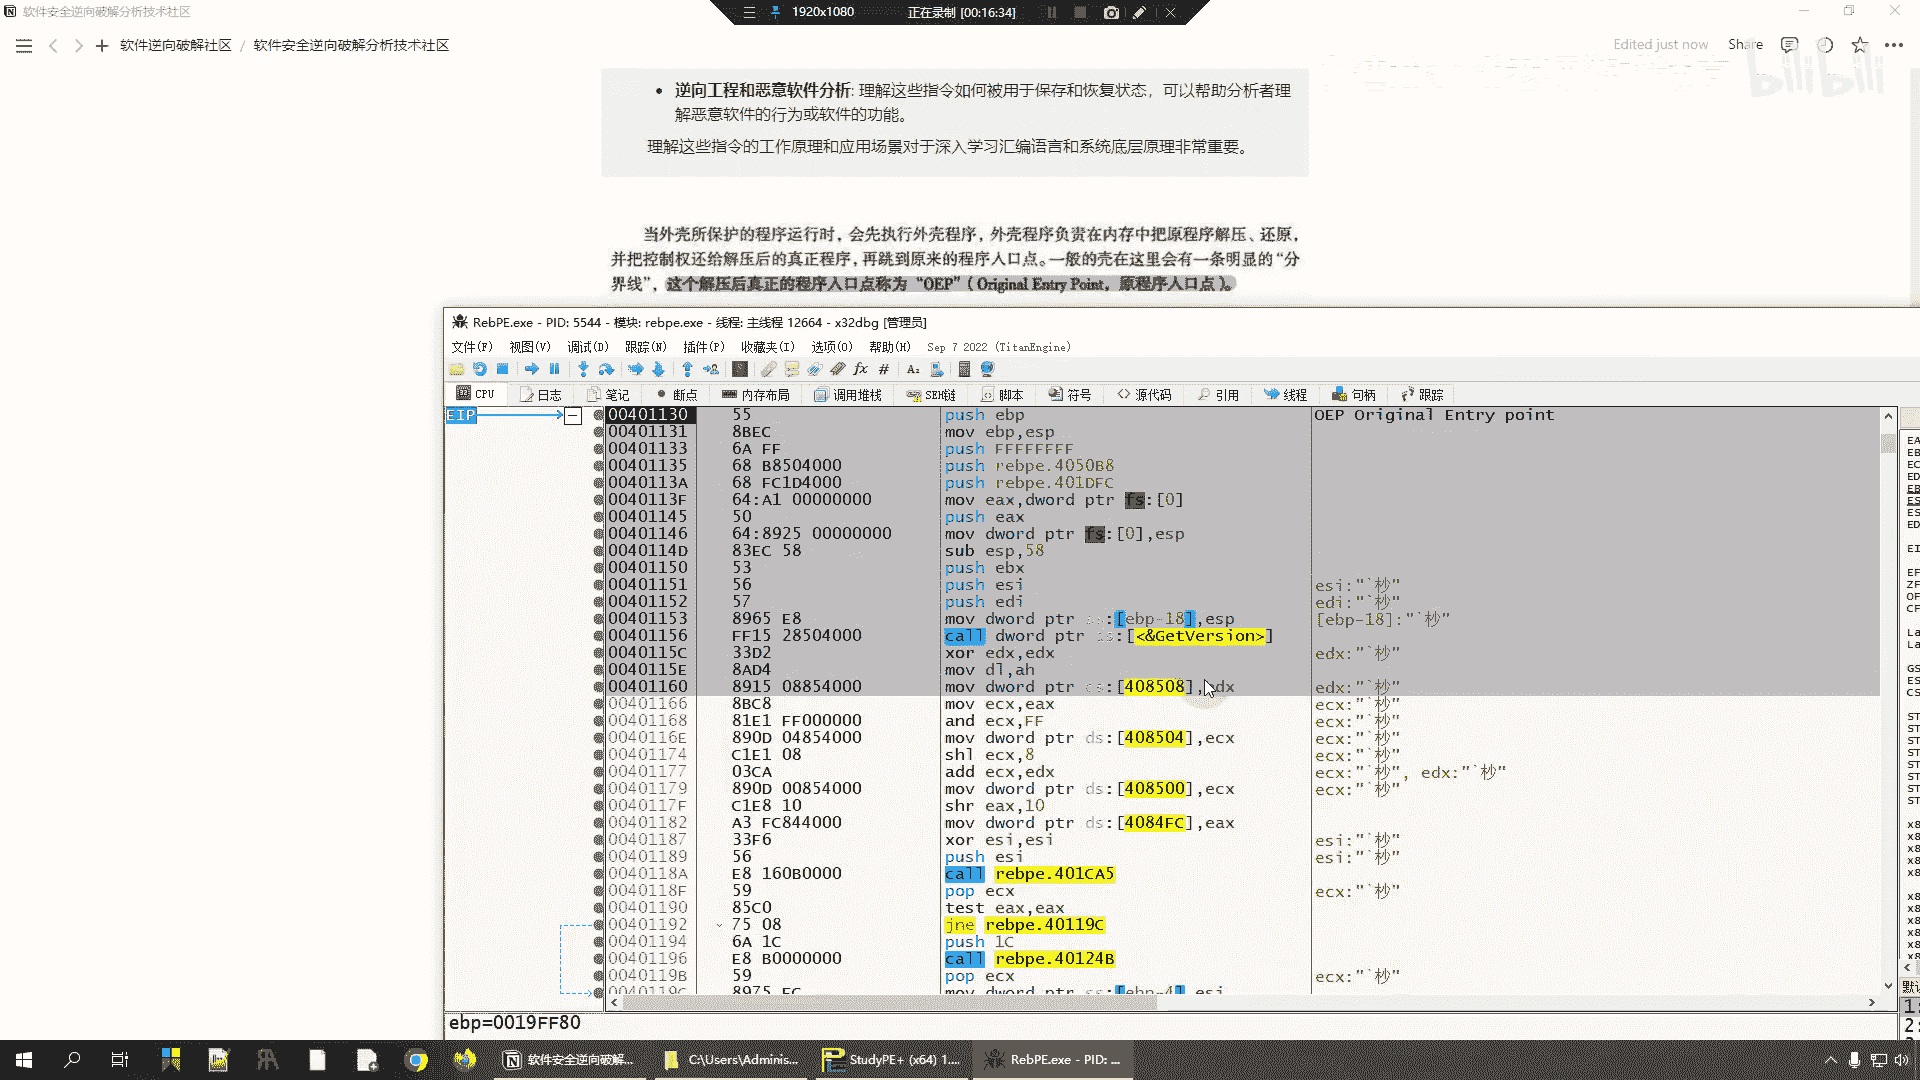 软件安全逆向破解分析技术社区
1920x1080
正在录制 [00:16:34]
软件逆向破解社区 / 软件安全逆向破解分析技术社区
Edited just now Share
bilibili
• 逆向工程和恶意软件分析: 理解这些指令如何被用于保存和恢复状态，可以帮助分析者理
解恶意软件的行为或软件的功能。
理解这些指令的工作原理和应用场景对于深入学习汇编语言和系统底层原理非常重要。
当外壳所保护的程序运行时，会先执行外壳程序，外壳程序负责在内存中把原程序解压、还原，
并把控制权还给解压后的真正程序，再跳到原来的程序入口点。一般的壳在这里会有一条明显的“分
界线”，这个解压后真正的程序入口点称为“OEP”（Original Entry Point，原程序入口点）。
RebPE.exe - PID: 5544 - 模块: rebpe.exe - 线程: 主线程 12664 - x32dbg [管理员]
文件(F) 视图(V) 调试(D) 跟踪(N) 插件(P) 收藏夹(I) 选项(O) 帮助(H) Sep 7 2022 (TitanEngine)
CPU 日志 笔记 断点 内存布局 调用堆栈 SEH链 脚本 符号 源代码 引用 线程 句柄 跟踪
EIP 00401130 55 push ebp OEP Original Entry point
00401131 8BEC mov ebp,esp
00401133 6A FF push FFFFFFFF
00401135 68 B8504000 push rebpe.4050B8
0040113A 68 FC1D4000 push rebpe.401DFC
0040113F 64:A1 00000000 mov eax,dword ptr fs:[0]
00401145 50 push eax
00401146 64:8925 00000000 mov dword ptr fs:[0],esp
0040114D 83EC 58 sub esp,58
00401150 53 push ebx
00401151 56 push esi esi:"`秒"
00401152 57 push edi edi:"`秒"
00401153 8965 E8 mov dword ptr ss:[ebp-18],esp [ebp-18]:"`秒"
00401156 FF15 28504000 call dword ptr ds:[<&GetVersion>]
0040115C 33D2 xor edx,edx edx:"`秒"
0040115E 8AD4 mov dl,ah
00401160 8915 08854000 mov dword ptr ds:[408508],edx edx:"`秒"
00401166 8BC8 mov ecx,eax ecx:"`秒"
00401168 81E1 FF000000 and ecx,FF ecx:"`秒"
0040116E 890D 04854000 mov dword ptr ds:[408504],ecx ecx:"`秒"
00401174 C1E1 08 shl ecx,8 ecx:"`秒"
00401177 03CA add ecx,edx ecx:"`秒", edx:"`秒"
00401179 890D 00854000 mov dword ptr ds:[408500],ecx ecx:"`秒"
0040117F C1E8 10 shr eax,10
00401182 A3 FC844000 mov dword ptr ds:[4084FC],eax
00401187 33F6 xor esi,esi esi:"`秒"
00401189 56 push esi esi:"`秒"
0040118A E8 160B0000 call rebpe.401CA5
0040118F 59 pop ecx ecx:"`秒"
00401190 85C0 test eax,eax
00401192 75 08 jne rebpe.40119C
00401194 6A 1C push 1C
00401196 E8 B0000000 call rebpe.40124B
0040119B 59 pop ecx ecx:"`秒"
0040119C 8975 FC mov dword ptr ss:[ebp-4],esi
ebp=0019FF80
软件安全逆向破解... C:\Users\Adminis... StudyPE+ (x64) 1.... RebPE.exe - PID: ...